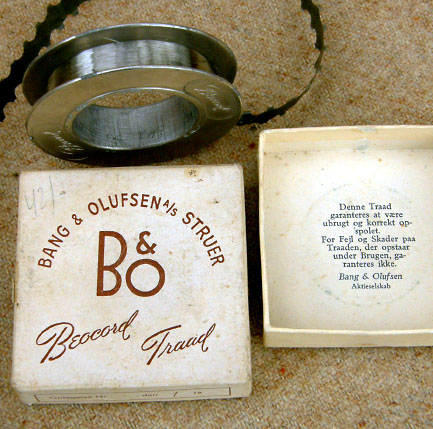 42/-
BANG & OLUFSEN A/S STRUER
B&O
Beocord Traad
Denne Traad
garanteres at være
ubrugt og korrekt op-
spolet.
For Fejl og Skader paa
Traaden, der opstaar
under Brugen, ga-
ranteres ikke.
Bang & Olufsen
Aktieselskab